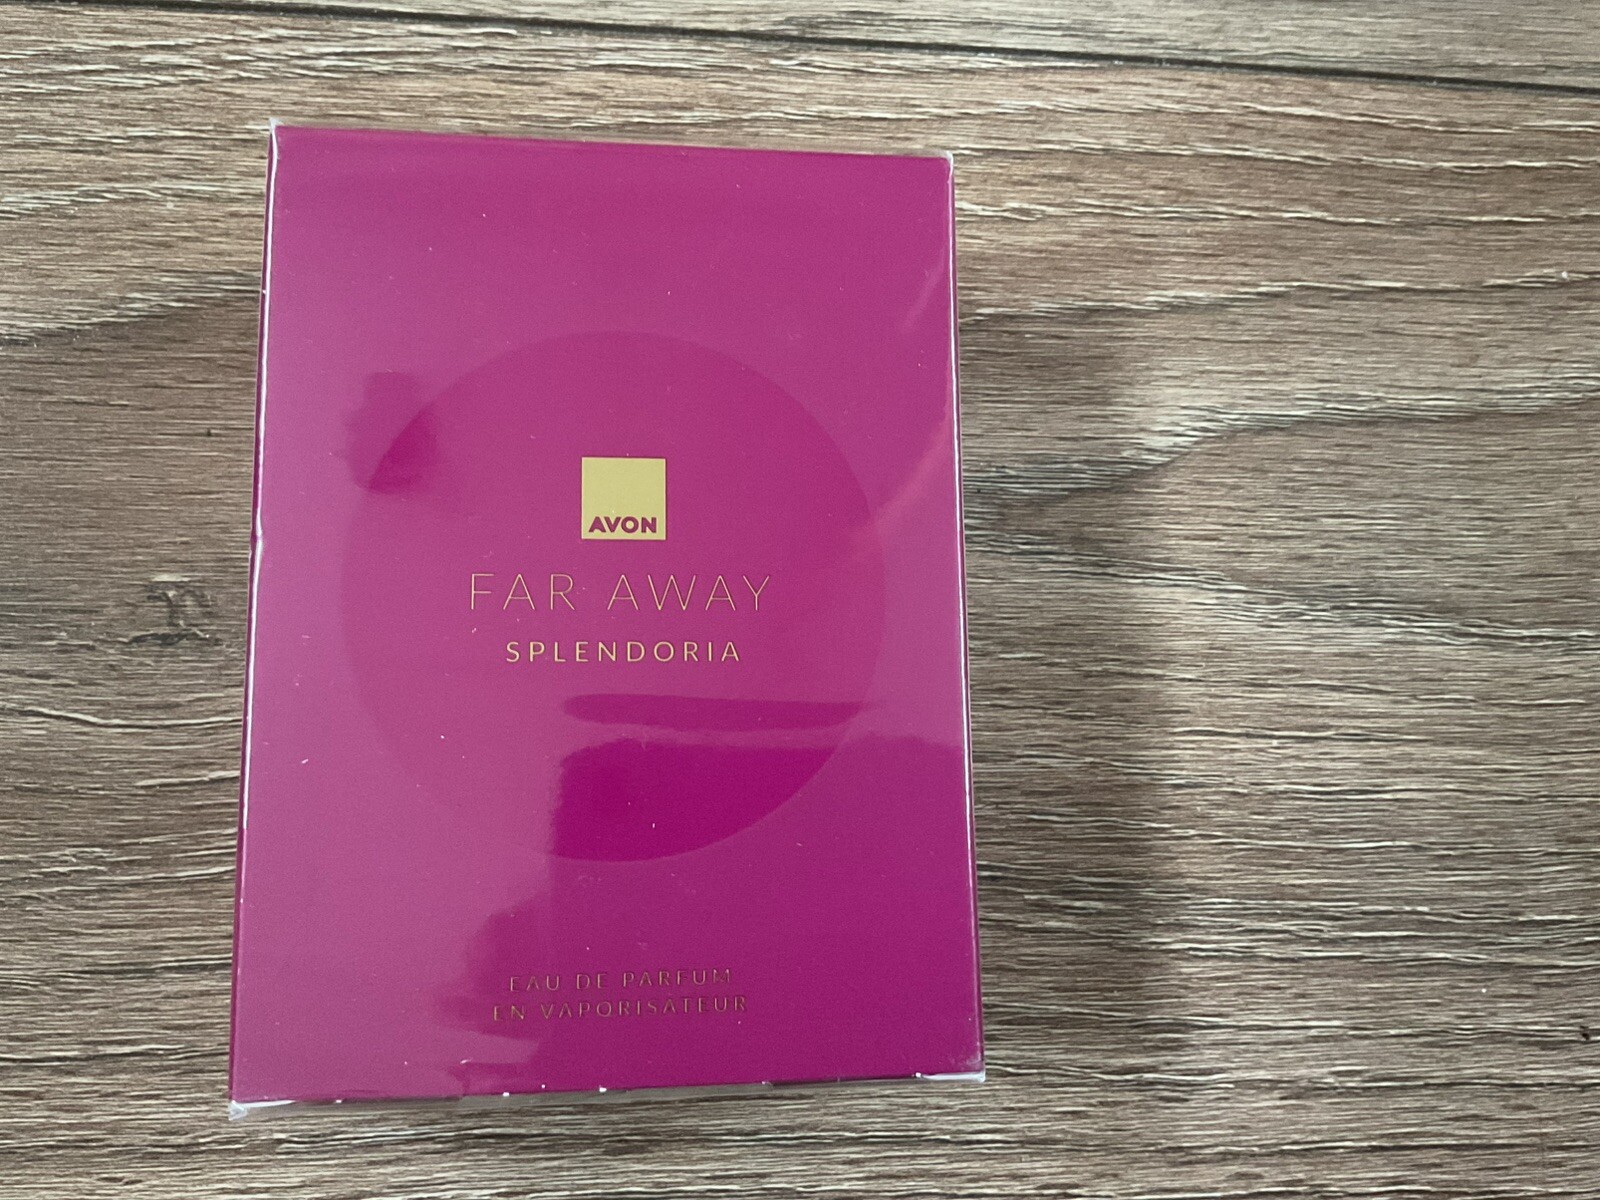 AVON
FAR AWAY
SPLENDORIA
EAU DE PARFUM
EN VAPORISATEUR